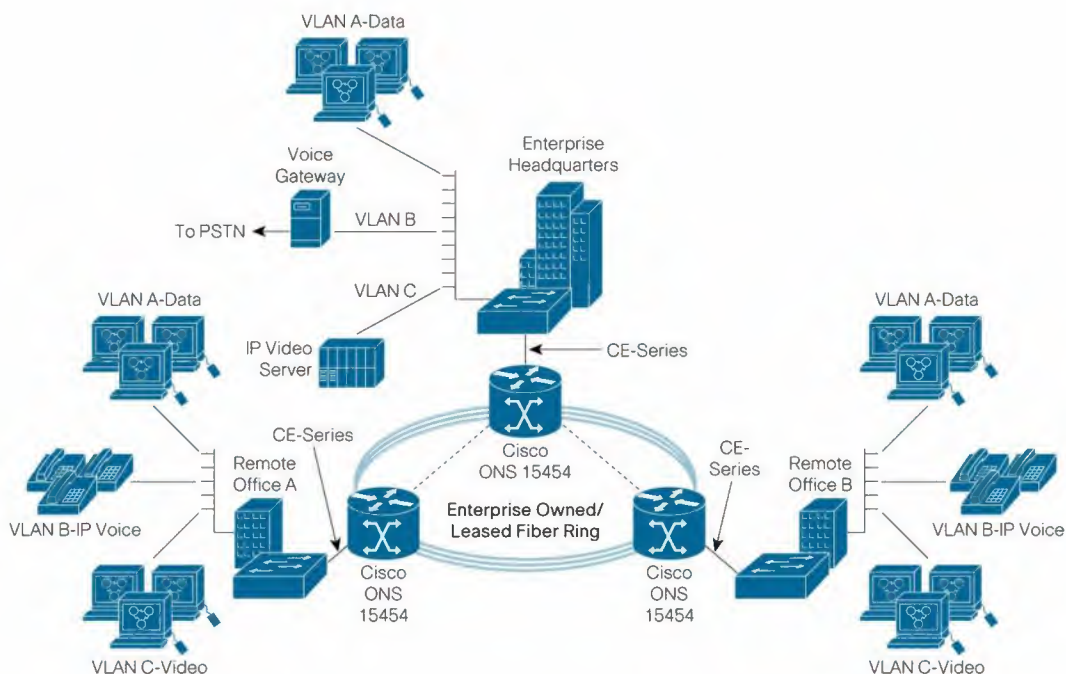 VLAN A-Data
Enterprise
Headquarters
Voice
Gateway
To PSTN
VLAN B
VLAN C
VLAN A-Data
VLAN A-Data
IP Video
Server
CE-Series
CE-Series
Cisco
ONS 15454
CE-
Series
Remote
Office A
Remote
Office B
Enterprise Owned/
Leased Fiber Ring
VLAN B-IP Voice
VLAN B-IP Voice
Cisco
ONS
15454
Cisco
ONS
15454
VLAN C-Video
VLAN C-Video